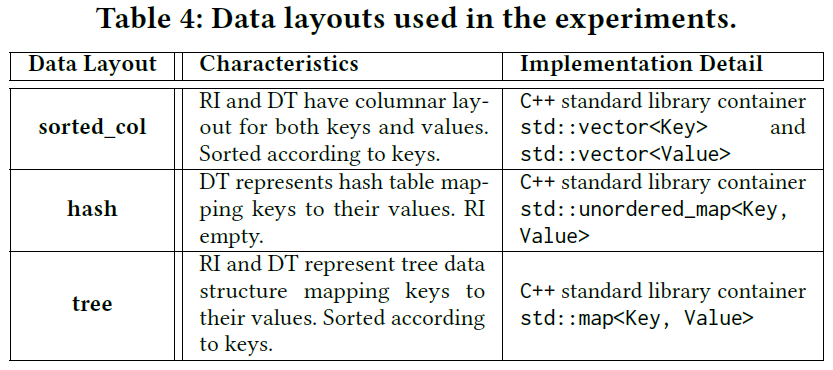 Table 4: Data layouts used in the experiments.
Data Layout Characteristics Implementation Detail
sorted_col
RI and DT have columnar lay-
out for both keys and values.
Sorted according to keys.
C++ standard library container
std::vector<Key> and
std::vector<Value>
hash
DT represents hash table map-
ping keys to their values. RI
empty.
C++ standard library container
std::unordered_map<Key,
Value>
tree
RI and DT represent tree data
structure mapping keys to
their values. Sorted according
to keys.
C++ standard library container
std::map<Key, Value>